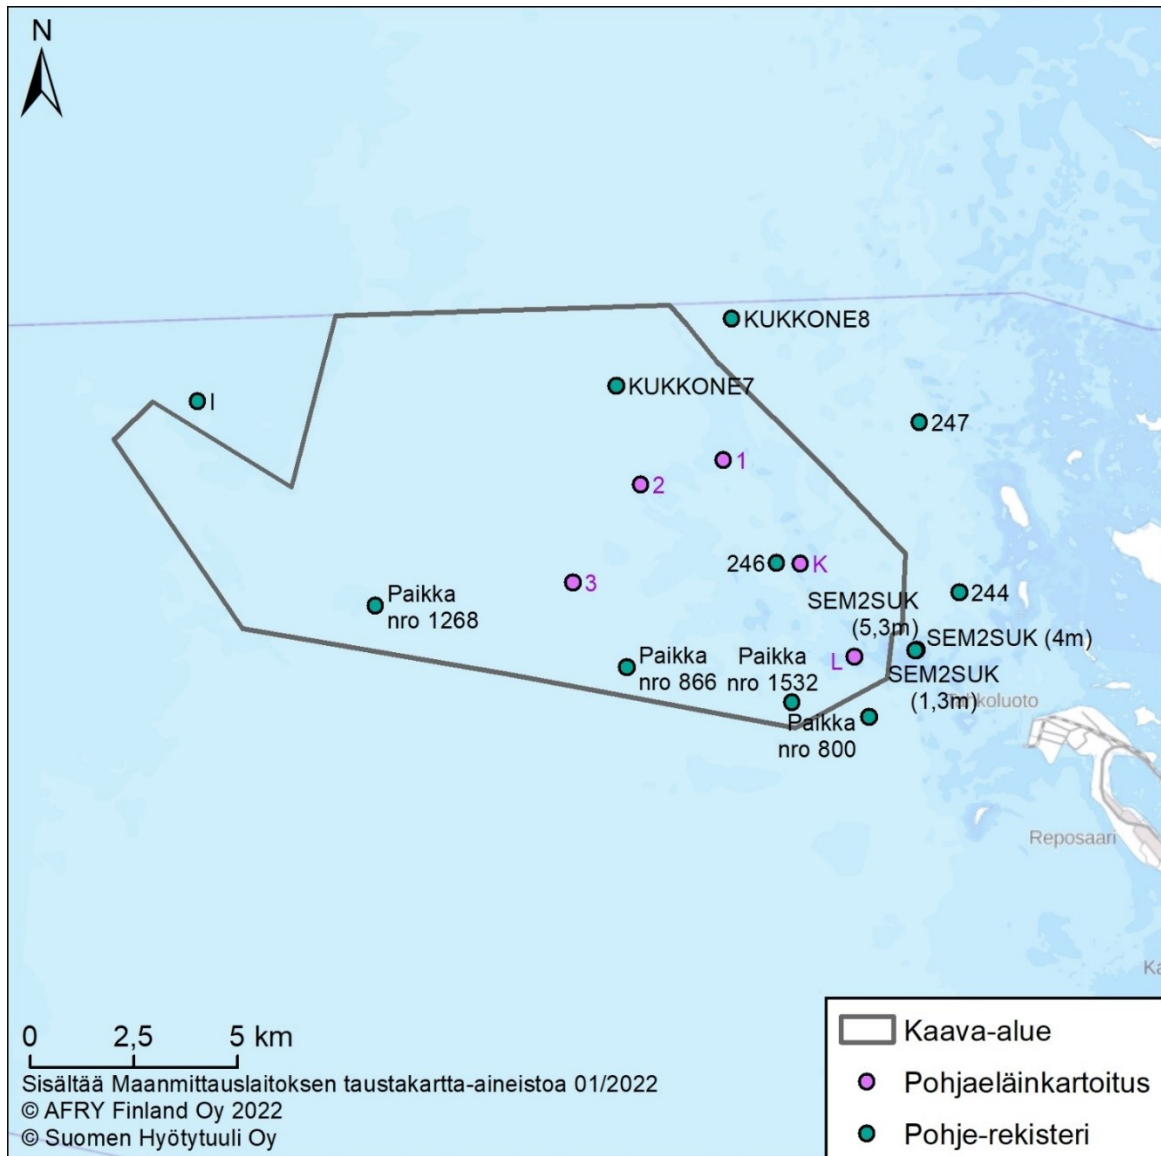 N
KUKKONE8
KUKKONE7
I
247
1
2
246
K
3
SEM2SUK
(5,3m)
244
Paikka
nro 1268
SEM2SUK (4m)
L
Paikka
nro 866
Paikka
nro 1532
SEM2SUK
(1,3m)
Paikka
nro 800
Reposaari
0 2,5 5 km
Sisältää Maanmittauslaitoksen taustakartta-aineistoa 01/2022
© AFRY Finland Oy 2022
© Suomen Hyötytuuli Oy
Kaava-alue
Pohjaeläinkartoitus
Pohje-rekisteri